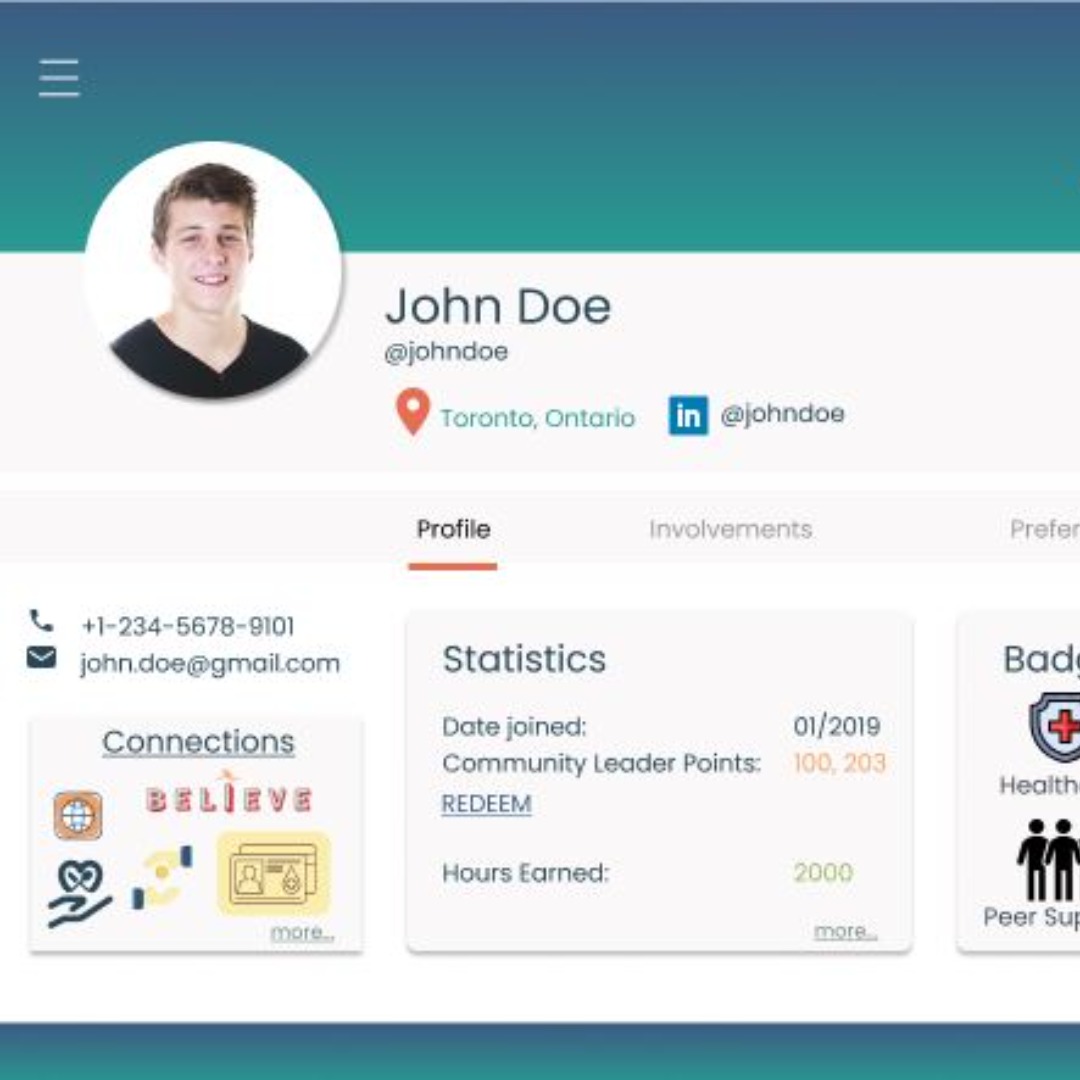 John Doe
@johndoe
Toronto, Ontario
in @johndoe
Profile Involvements Prefer
+1-234-5678-9101
john.doe@gmail.com
Connections
BELIEVE
more...
Statistics
Date joined: 01/2019
Community Leader Points: 100, 203
REDEEM
Hours Earned: 2000
more...
Badg
Healthc
Peer Sup